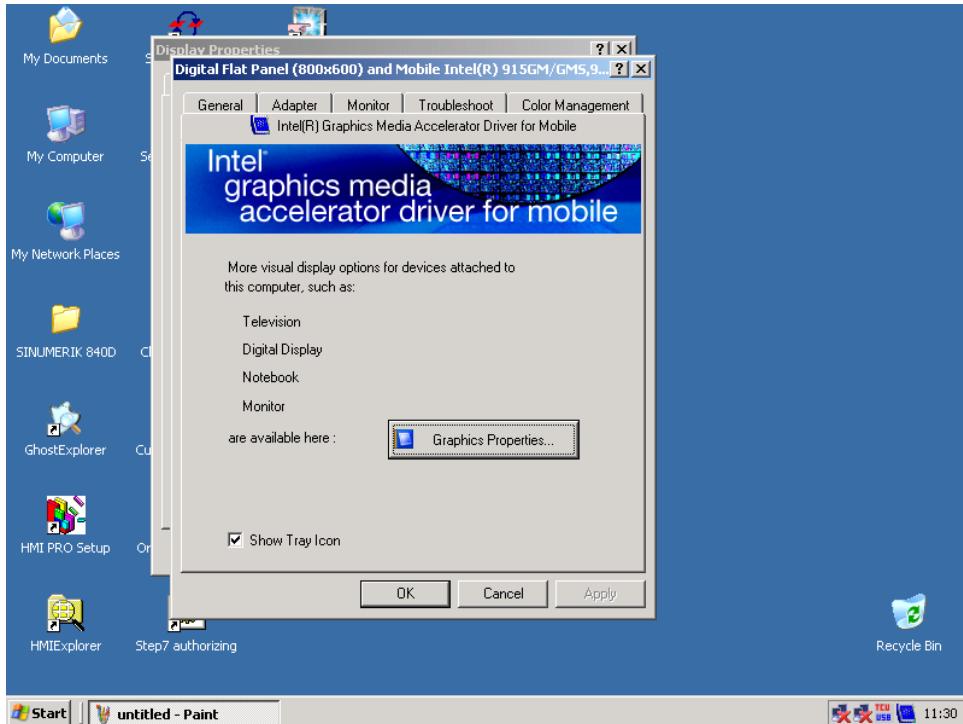 My Documents
Display Properties
Digital Flat Panel (800x600) and Mobile Intel(R) 915GM/GMS,9...
General Adapter Monitor Troubleshoot Color Management
Intel(R) Graphics Media Accelerator Driver for Mobile
Intel®
graphics media
accelerator driver for mobile
More visual display options for devices attached to
this computer, such as:
Television
Digital Display
Notebook
Monitor
are available here :
Graphics Properties...
Show Tray Icon
OK Cancel Apply
My Computer
My Network Places
SINUMERIK 840D
GhostExplorer
HMI PRO Setup
HMIExplorer
Step7 authorizing
Recycle Bin
Start
untitled - Paint
TCU
USB
11:30